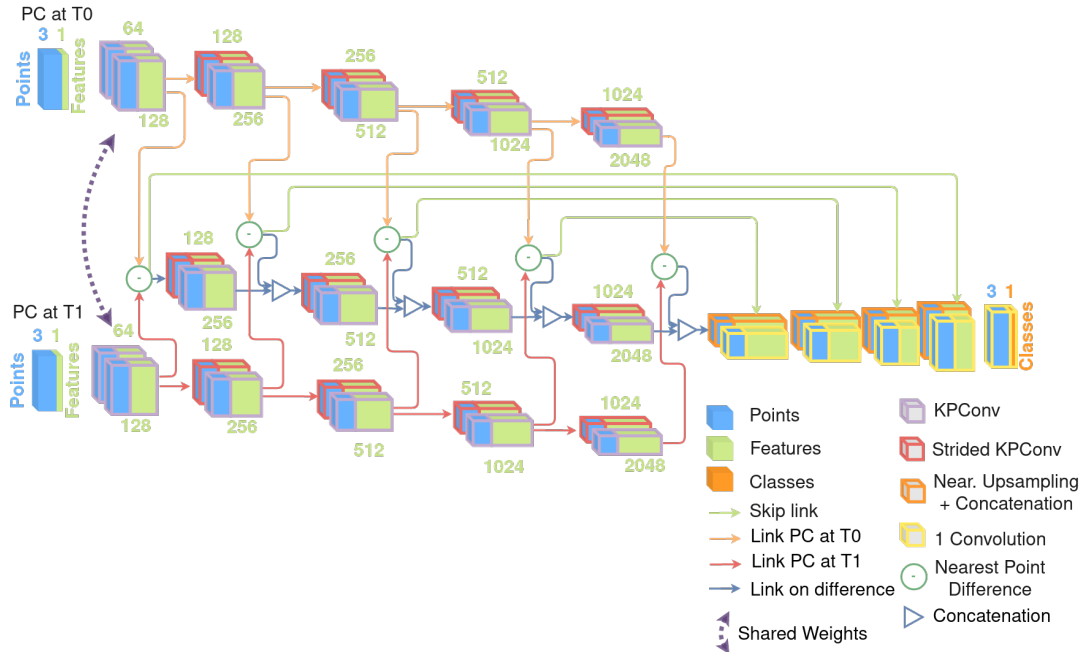 PC at T0
3 1
Points
Features
64
128
128
256
256
512
512
1024
1024
2048
128
256
256
512
512
1024
1024
2048
PC at T1
3 1
Points
Features
64
128
128
256
256
512
512
1024
1024
2048
3 1
Classes
Points
Features
Classes
Skip link
Link PC at T0
Link PC at T1
Link on difference
Shared Weights
KPConv
Strided KPConv
Near. Upsampling
+ Concatenation
1 Convolution
-
Nearest Point
Difference
Concatenation
-
-
-
-
-